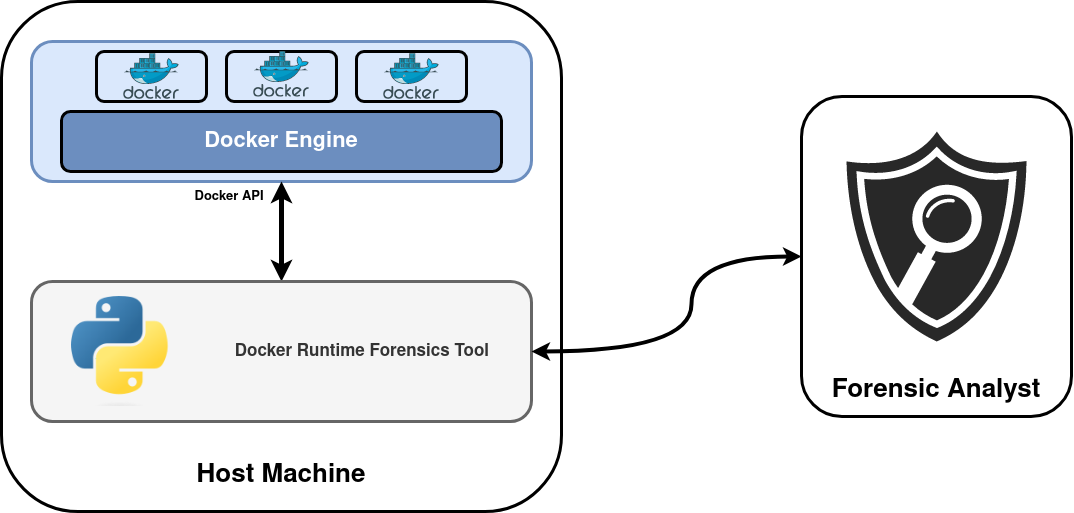 docker
docker
docker
Docker Engine
Docker API
Docker Runtime Forensics Tool
Host Machine
Forensic Analyst